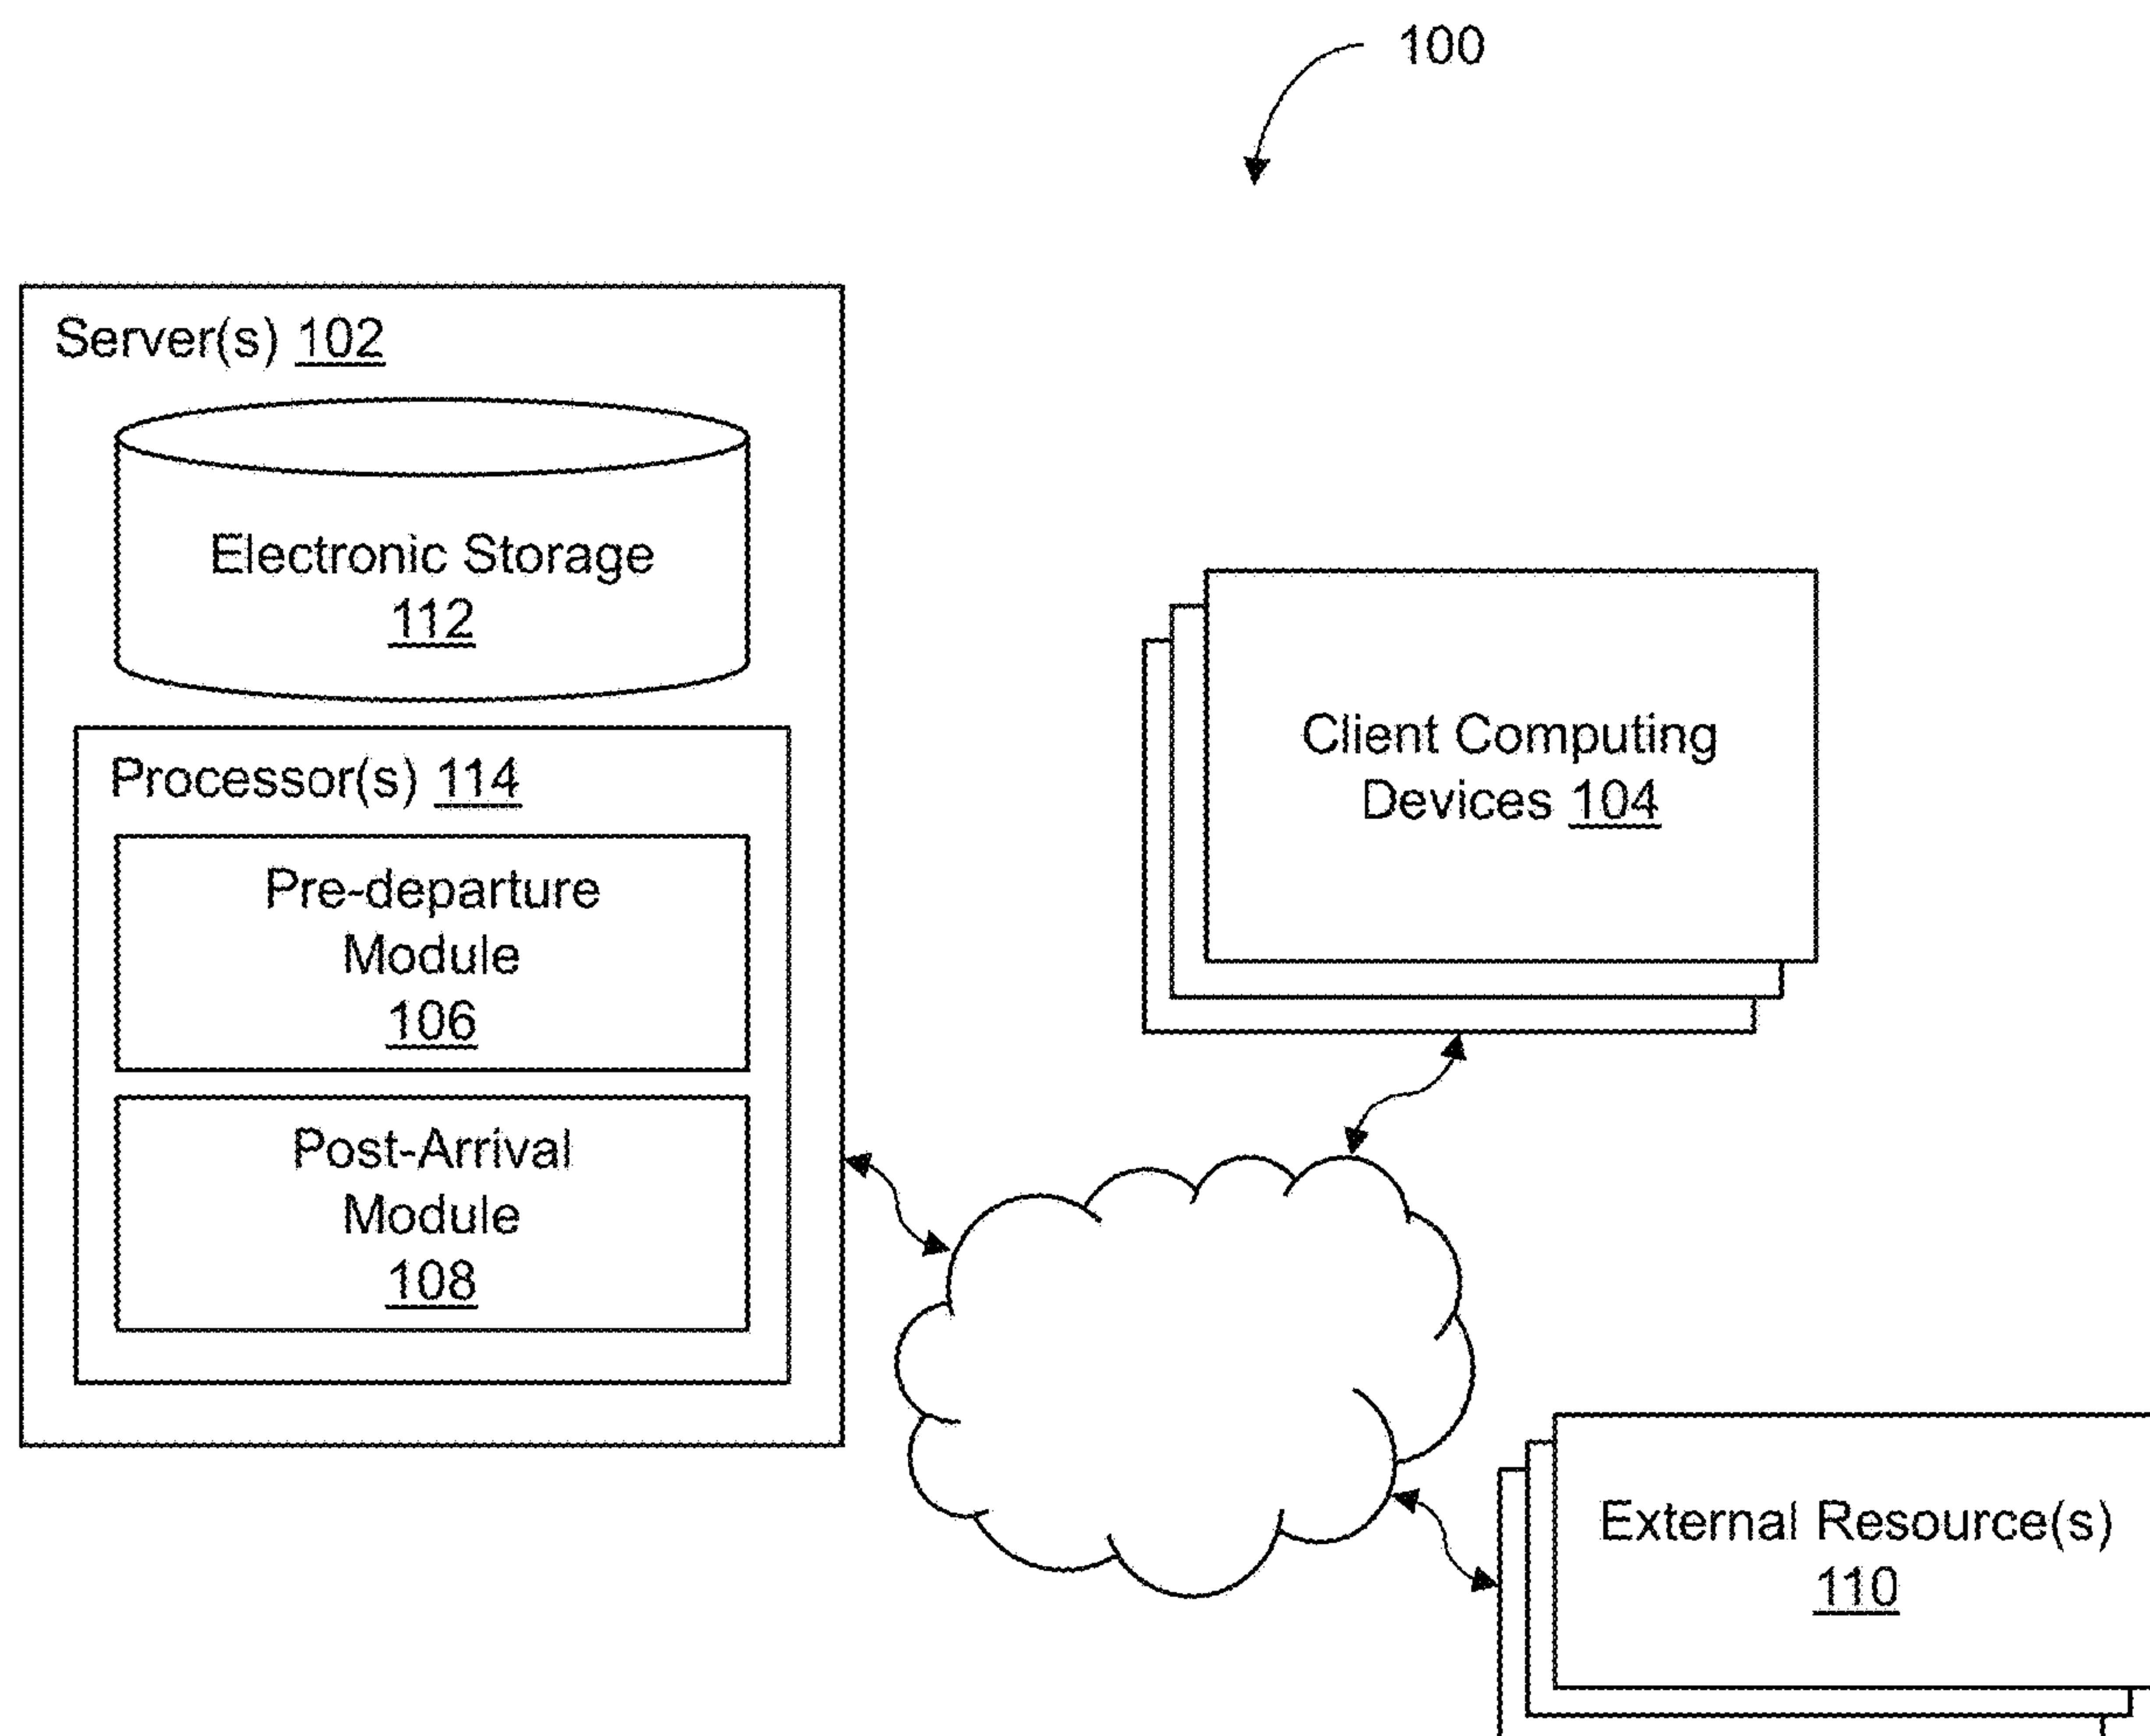 100
Server(s) 102
Electronic Storage
112
Processor(s) 114
Pre-departure
Module
106
Post-Arrival
Module
108
Client Computing
Devices 104
External Resource(s)
110